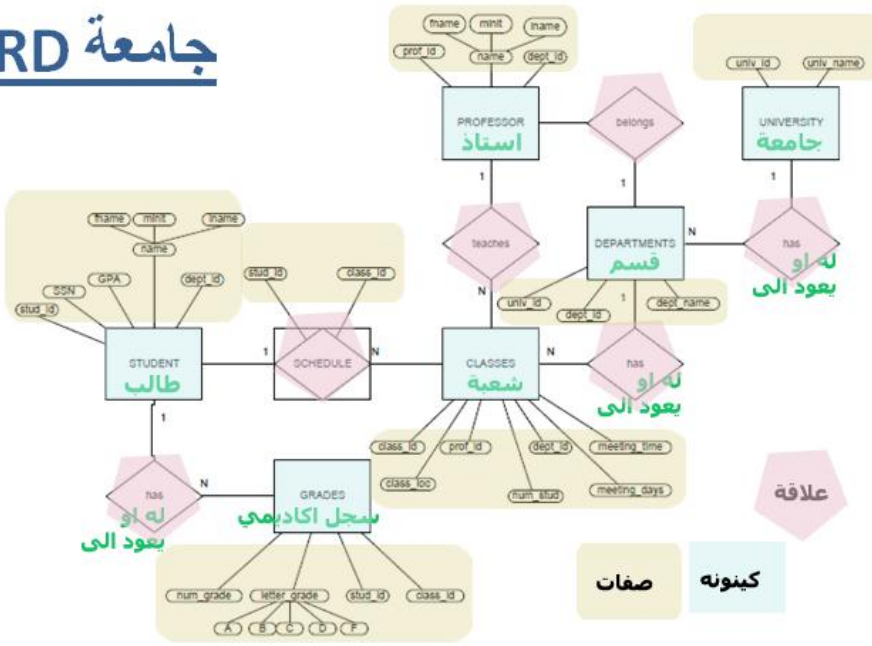 جامعة RD
fname minit lname
prof_id name dept_id
univ_id univ_name
PROFESSOR
استاذ
belongs
UNIVERSITY
جامعة
1 1 1
fname minit lname
name
SSN GPA dept_id
stud_id
stud_id class_id
teaches
DEPARTMENTS
قسم
N
has
له او
يعود الى
univ_id dept_id dept_name
N 1
STUDENT
طالب
1 SCHEDULE N
CLASSES
شعبة
N has
له او
يعود الى
1
class_id prof_id dept_id meeting_time
class_loc num_stud meeting_days
has N
له او
يعود الى
GRADES
سجل اكاديمي
علاقة
num_grade letter_grade stud_id class_id
A B C D F
صفات كينونه